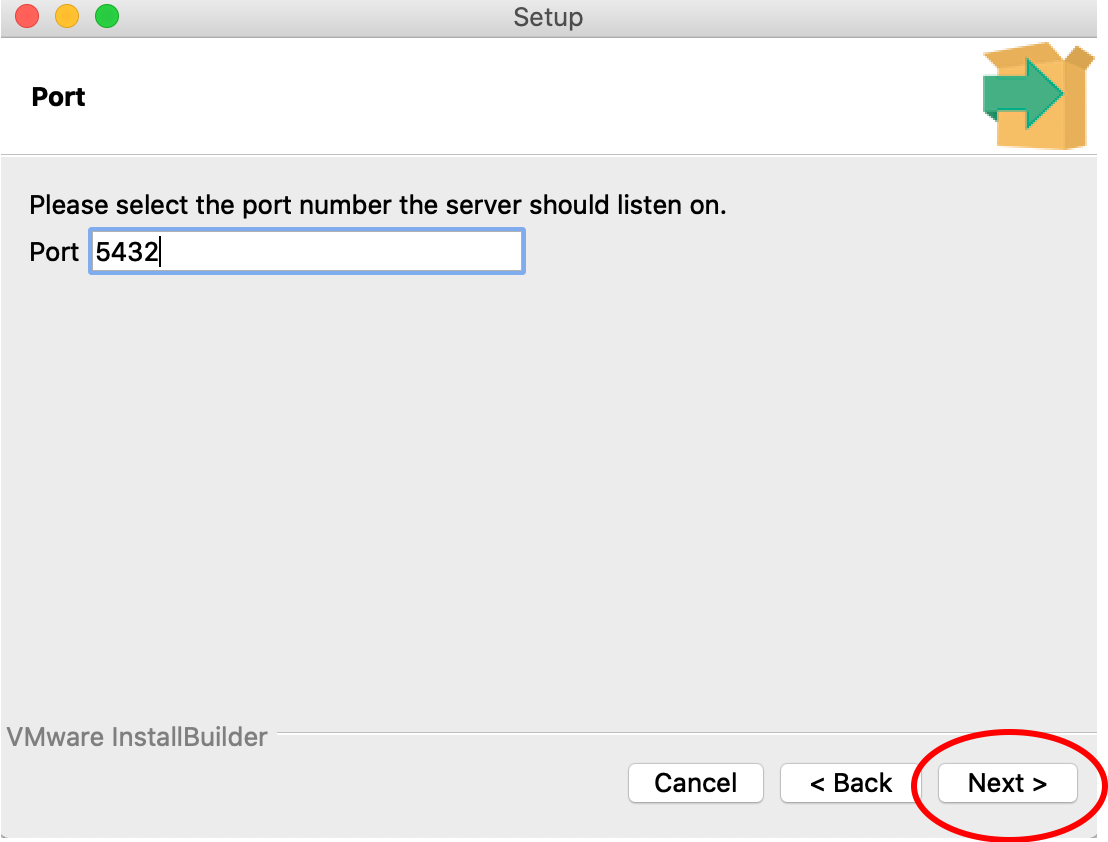 Setup
Port
Please select the port number the server should listen on.
Port 5432
VMware InstallBuilder
Cancel < Back Next >